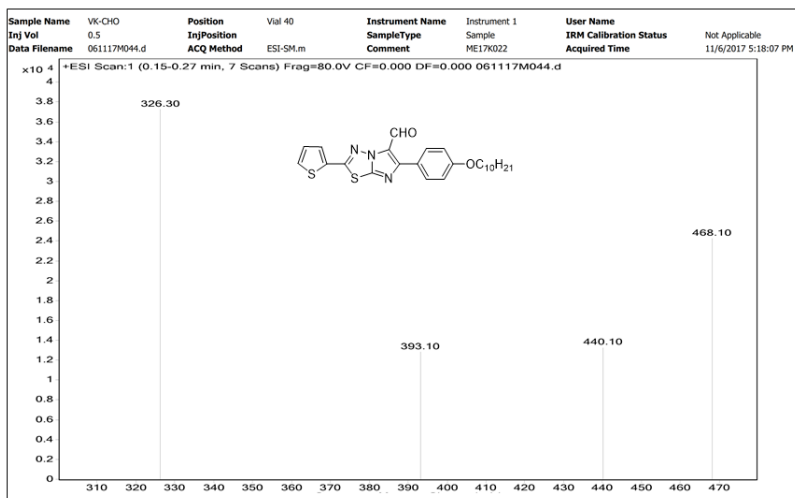 Sample Name VK-CHO Position Vial 40 Instrument Name Instrument 1 User Name
Inj Vol 0.5 InjPosition SampleType Sample IRM Calibration Status Not Applicable
Data Filename 061117M044.d ACQ Method ESI-SM.m Comment ME17K022 Acquired Time 11/6/2017 5:18:07 PM
×10 4 +ESI Scan:1 (0.15-0.27 min, 7 Scans) Frag=80.0V CF=0.000 DF=0.000 061117M044.d
4
3.8
326.30
3.6
3.4
CHO
3.2
N N
OC10H21
3
S S N
2.8
2.6
468.10
2.4
2.2
2
1.8
1.6
1.4
393.10 440.10
1.2
1
0.8
0.6
0.4
0.2
0
310 320 330 340 350 360 370 380 390 400 410 420 430 440 450 460 470